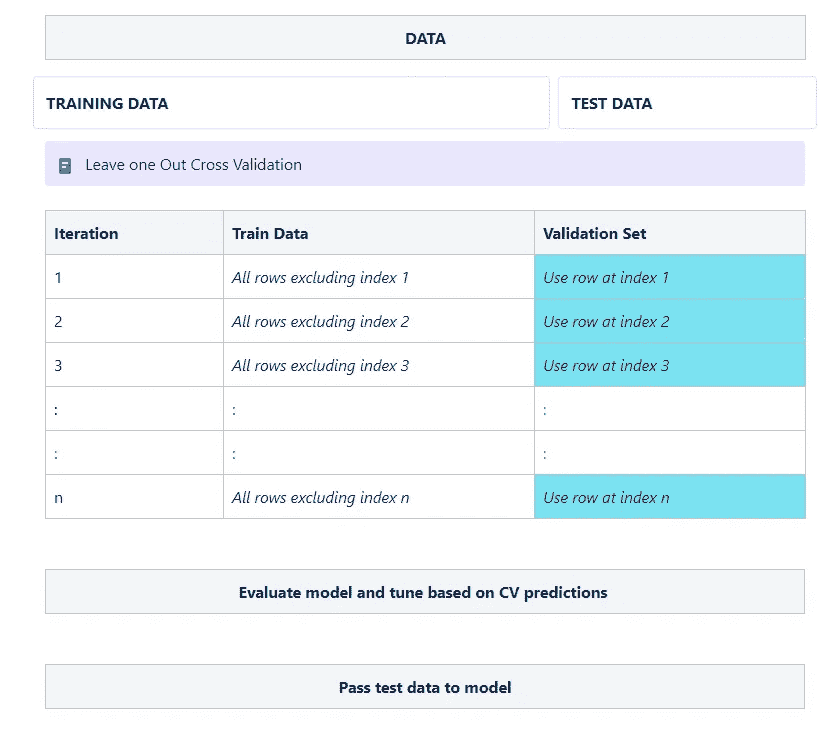 DATA
TRAINING DATA
TEST DATA
Leave one Out Cross Validation
Iteration Train Data Validation Set
1 All rows excluding index 1 Use row at index 1
2 All rows excluding index 2 Use row at index 2
3 All rows excluding index 3 Use row at index 3
: : :
: : :
n All rows excluding index n Use row at index n
Evaluate model and tune based on CV predictions
Pass test data to model